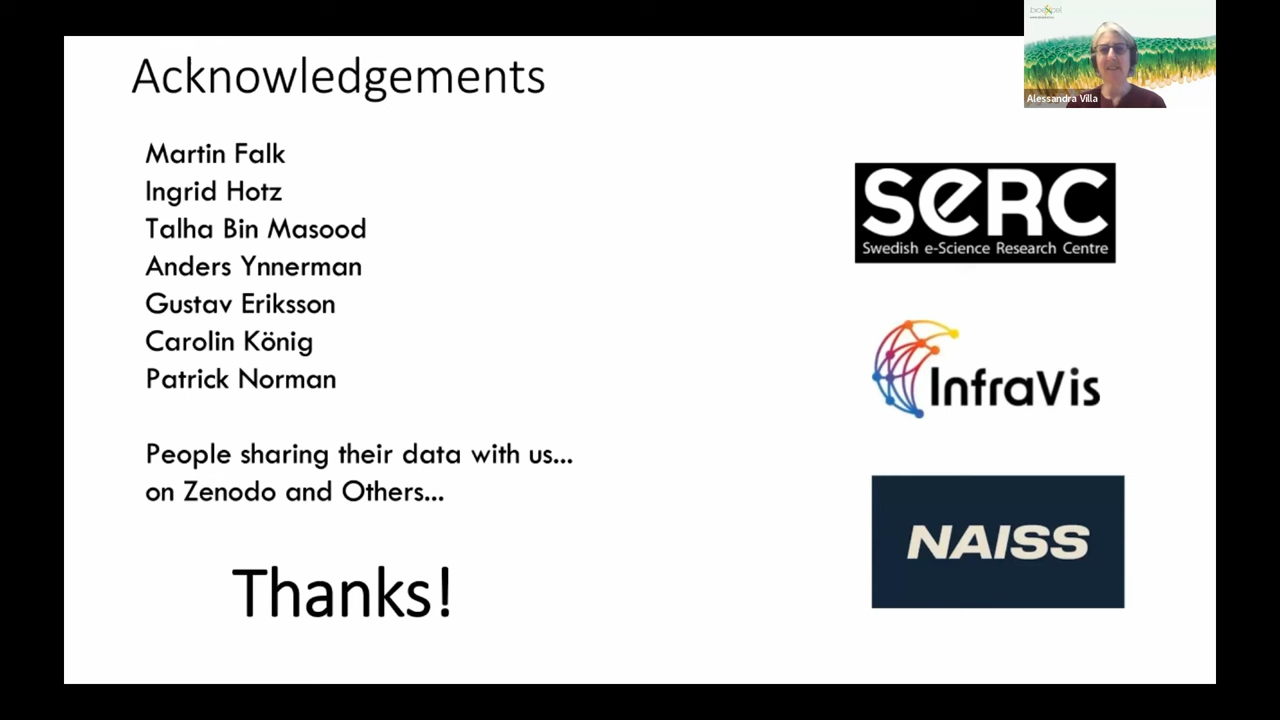 Acknowledgements
Martin Falk
Ingrid Hotz
Talha Bin Masood
Anders Ynnerman
Gustav Eriksson
Carolin König
Patrick Norman
People sharing their data with us...
on Zenodo and Others...
Thanks!
bioexcel
Alessandra Villa
SeRC
Swedish e-Science Research Centre
InfraVis
NAISS